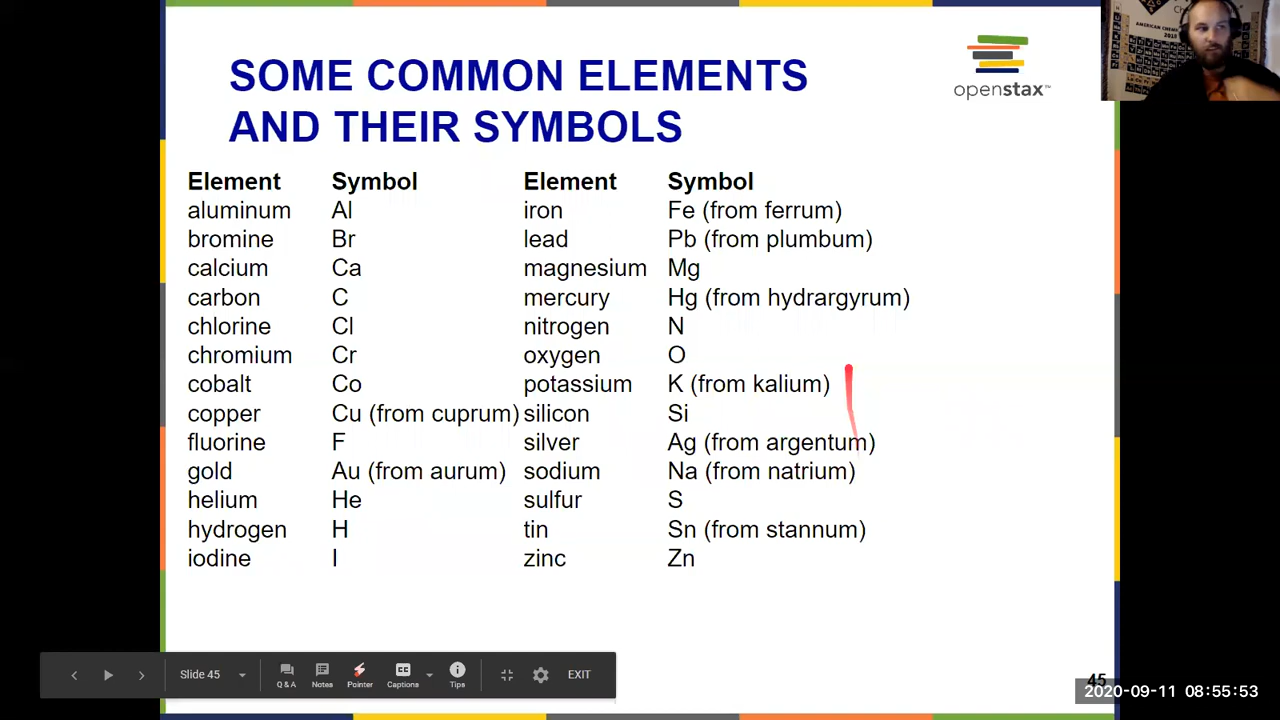 SOME COMMON ELEMENTS
AND THEIR SYMBOLS
openstax™
AMERICAN CHEM
Element Symbol Element Symbol
aluminum Al iron Fe (from ferrum)
bromine Br lead Pb (from plumbum)
calcium Ca magnesium Mg
carbon C mercury Hg (from hydrargyrum)
chlorine Cl nitrogen N
chromium Cr oxygen O
cobalt Co potassium K (from kalium)
copper Cu (from cuprum) silicon Si
fluorine F silver Ag (from argentum)
gold Au (from aurum) sodium Na (from natrium)
helium He sulfur S
hydrogen H tin Sn (from stannum)
iodine I zinc Zn
Slide 45
Q & A
Notes
Pointer
CC
Captions
Tips
EXIT
45
2020-09-11 08:55:53